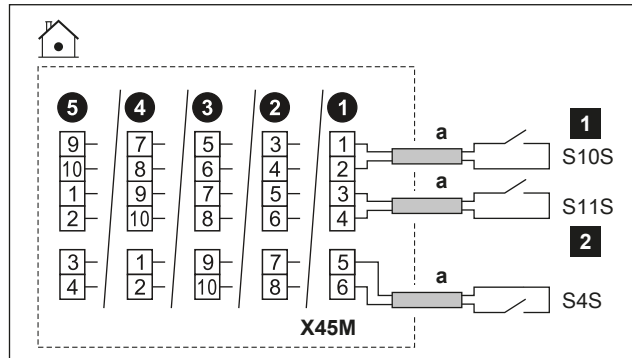 5 4 3 2 1
9 7 5 3 1 a 1
10 8 6 4 2 S10S
1 9 7 5 3 a
2 10 8 6 4 S11S
2
3 1 9 7 5 a
4 2 10 8 6 S4S
X45M